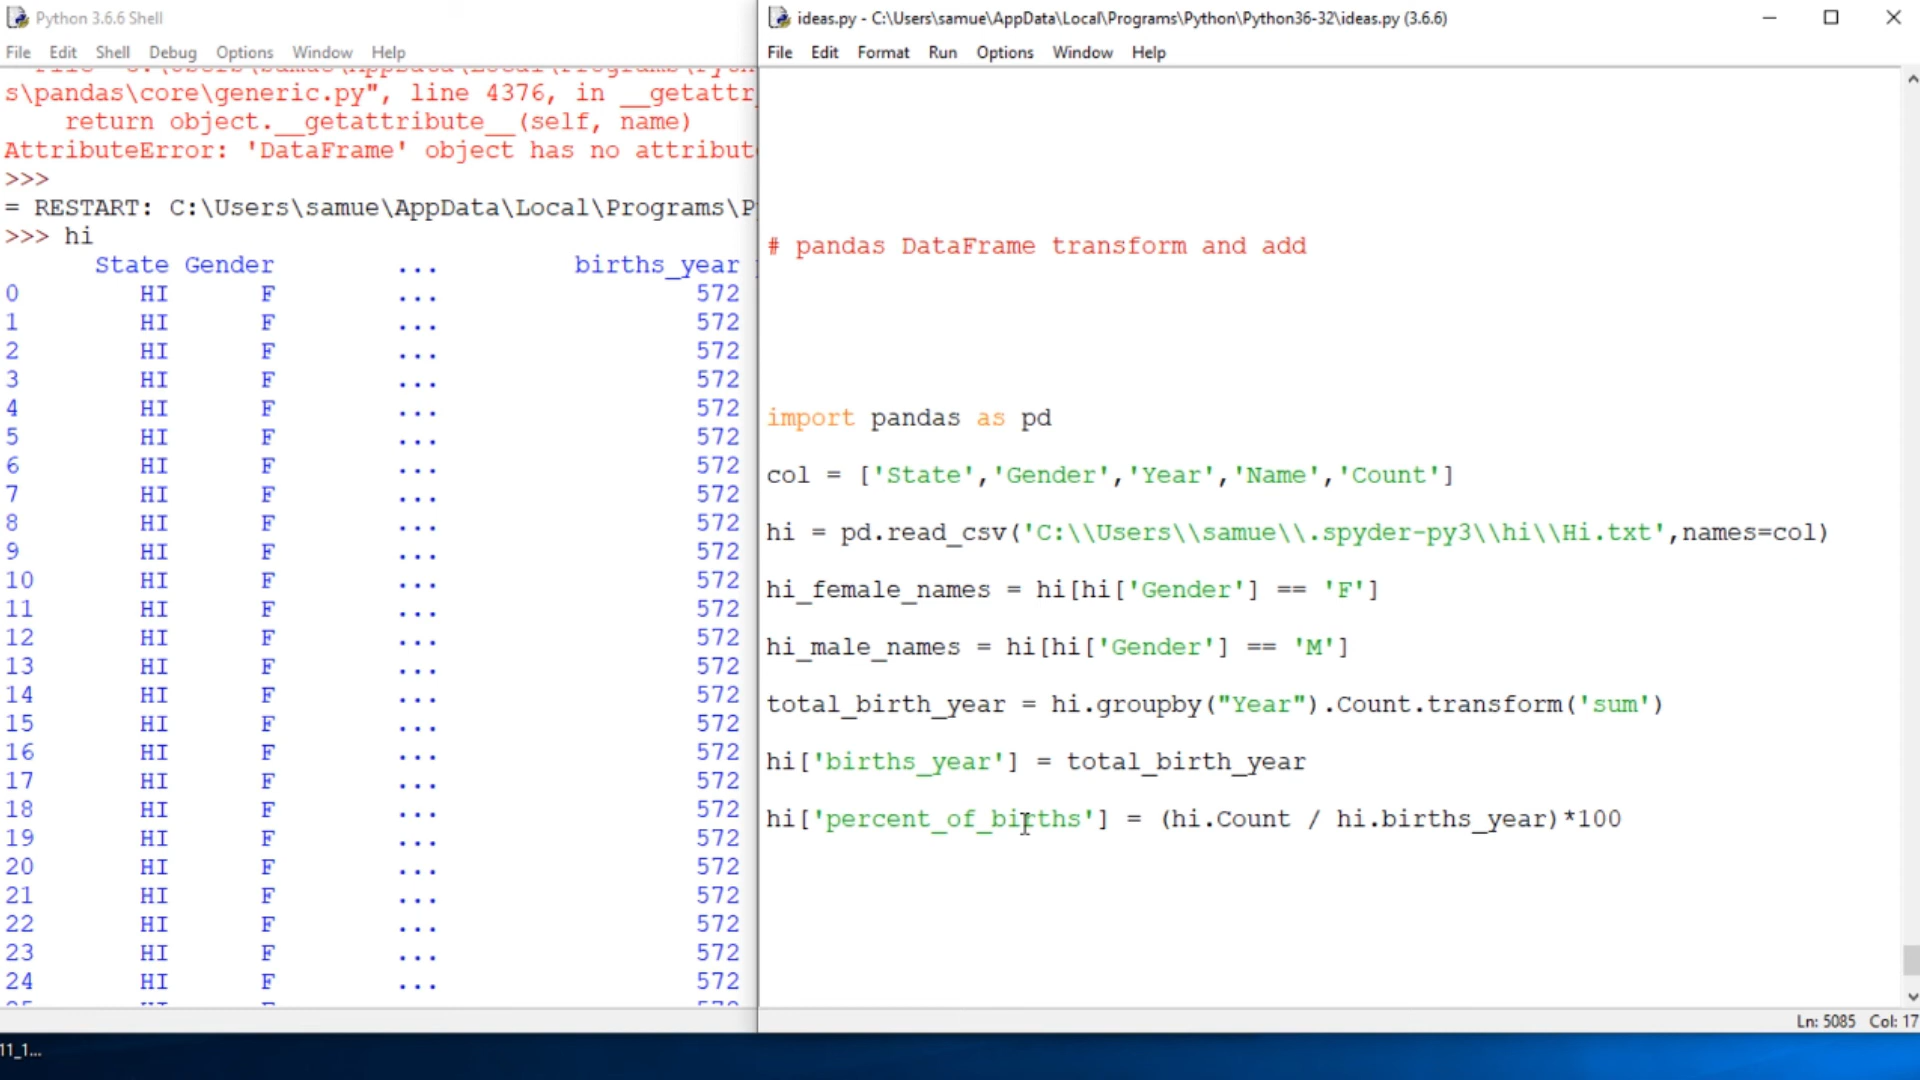 Python 3.6.6 Shell
File Edit Shell Debug Options Window Help
s\pandas\core\generic.py", line 4376, in __getattr_
return object.__getattribute__(self, name)
AttributeError: 'DataFrame' object has no attribut
>>>
= RESTART: C:\Users\samue\AppData\Local\Programs\P
>>> hi
State Gender ... births_year
0 HI F ... 572
1 HI F ... 572
2 HI F ... 572
3 HI F ... 572
4 HI F ... 572
5 HI F ... 572
6 HI F ... 572
7 HI F ... 572
8 HI F ... 572
9 HI F ... 572
10 HI F ... 572
11 HI F ... 572
12 HI F ... 572
13 HI F ... 572
14 HI F ... 572
15 HI F ... 572
16 HI F ... 572
17 HI F ... 572
18 HI F ... 572
19 HI F ... 572
20 HI F ... 572
21 HI F ... 572
22 HI F ... 572
23 HI F ... 572
24 HI F ... 572
ideas.py - C:\Users\samue\AppData\Local\Programs\Python\Python36-32\ideas.py (3.6.6)
File Edit Format Run Options Window Help
# pandas DataFrame transform and add
import pandas as pd
col = ['State','Gender','Year','Name','Count']
hi = pd.read_csv('C:\\Users\\samue\\.spyder-py3\\hi\\Hi.txt',names=col)
hi_female_names = hi[hi['Gender'] == 'F']
hi_male_names = hi[hi['Gender'] == 'M']
total_birth_year = hi.groupby("Year").Count.transform('sum')
hi['births_year'] = total_birth_year
hi['percent_of_births'] = (hi.Count / hi.births_year)*100
Ln: 5085 Col: 17
11_1...